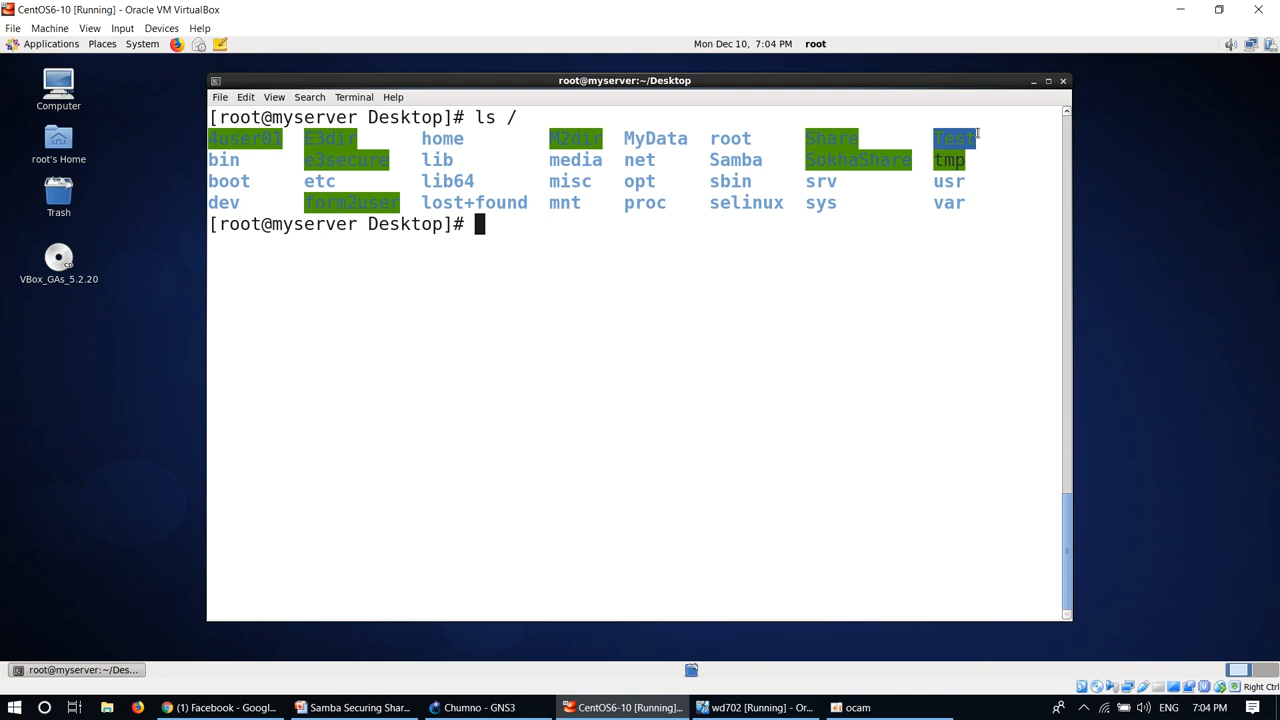 CentOS6-10 [Running] - Oracle VM VirtualBox
File Machine View Input Devices Help
Applications Places System Mon Dec 10, 7:04 PM root
Computer
root's Home
Trash
VBox_GAs_5.2.20
root@myserver:~/Desktop
File Edit View Search Terminal Help
[root@myserver Desktop]# ls /
4user01 E3dir home M2dir MyData root Share Test
bin e3secure lib media net Samba SokhaShare tmp
boot etc lib64 misc opt sbin srv usr
dev form2user lost+found mnt proc selinux sys var
[root@myserver Desktop]#
root@myserver:~/Des...
Right Ctrl
(1) Facebook - Googl... Samba Securing Shar... Chumno - GNS3 CentOS6-10 [Running]... wd702 [Running] - Or... ocam ENG 7:04 PM